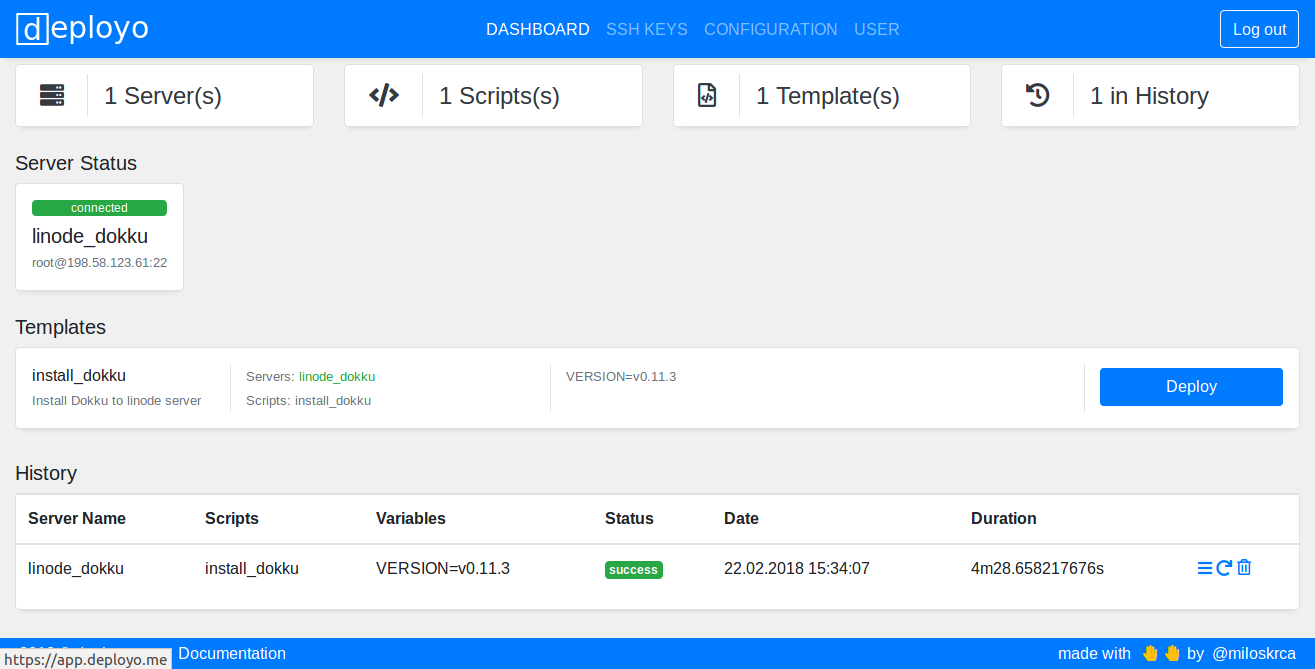 deployo DASHBOARD SSH KEYS CONFIGURATION USER Log out
1 Server(s) 1 Scripts(s) 1 Template(s) 1 in History
Server Status
connected
linode_dokku
root@198.58.123.61:22
Templates
install_dokku Servers: linode_dokku VERSION=v0.11.3 Deploy
Install Dokku to linode server Scripts: install_dokku
History
Server Name Scripts Variables Status Date Duration
linode_dokku install_dokku VERSION=v0.11.3 success 22.02.2018 15:34:07 4m28.658217676s
https://app.deployo.me Documentation made with by @miloskrca